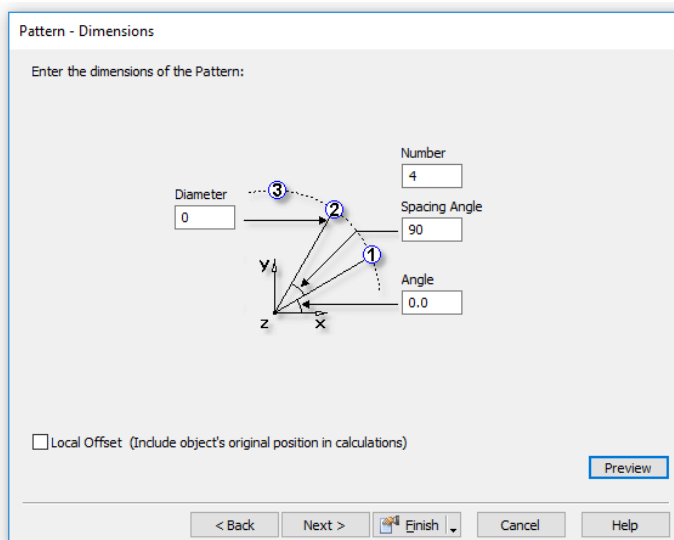 Pattern - Dimensions
Enter the dimensions of the Pattern:
Number
4
Diameter
0
Spacing Angle
90
Angle
0.0
3
2
1
y
z
x
Local Offset (Include object's original position in calculations)
Preview
< Back
Next >
Finish
Cancel
Help